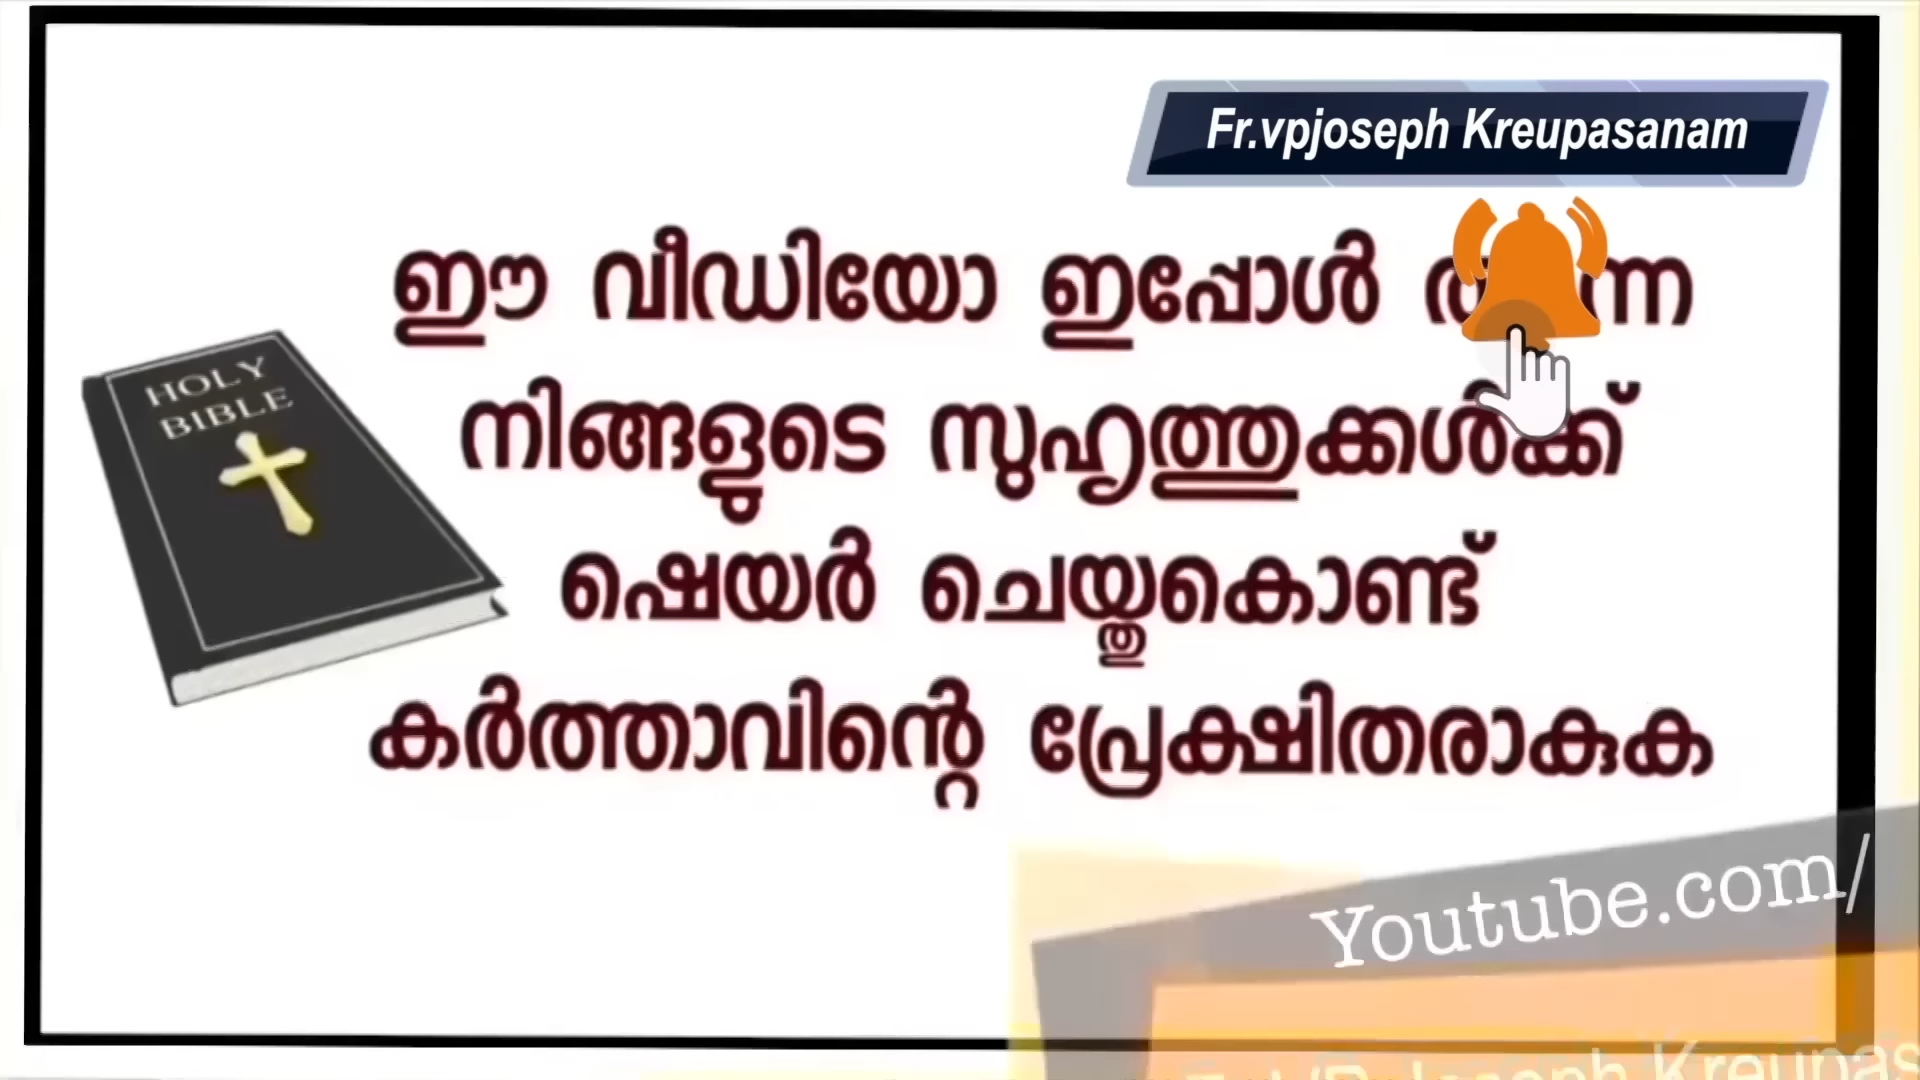 Fr.vpjoseph Kreupasanam
ഈ വീഡിയോ ഇപ്പോൾ
നിങ്ങളുടെ സുഹൃത്തുക്കൾക്ക്
ഷെയർ ചെയ്തുകൊണ്ട്
കർത്താവിന്റെ പ്രേക്ഷിതരാകുക
HOLY
BIBLE
Youtube.com/